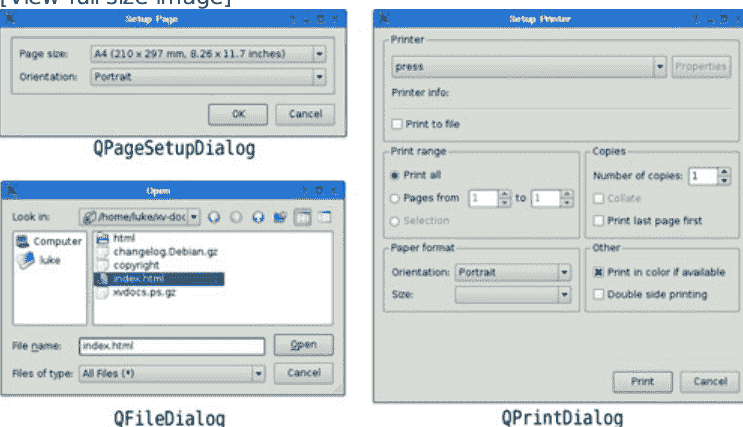 [View full size image]
Setup Page
Page size: A4 (210 x 297 mm, 8.26 x 11.7 inches)
Orientation: Portrait
OK Cancel
QPageSetupDialog
Open
Look in: /home/luke/xv-doc
Computer
luke
html
changelog.Debian.gz
copyright
index.html
xvdocs.ps.gz
File name: index.html Open
Files of type: All Files (*) Cancel
QFileDialog
Setup Printer
Printer
press Properties
Printer info:
Print to file
Print range
Print all
Pages from 1 to 1
Selection
Copies
Number of copies: 1
Collate
Print last page first
Paper format
Orientation: Portrait
Size:
Other
Print in color if available
Double side printing
Print Cancel
QPrintDialog